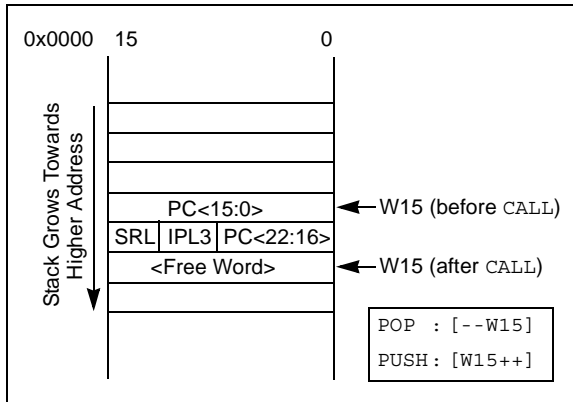 0x0000 15 0
Stack Grows Towards
Higher Address
PC<15:0>
W15 (before CALL)
SRL IPL3 PC<22:16>
<Free Word>
W15 (after CALL)
POP : [--W15]
PUSH: [W15++]